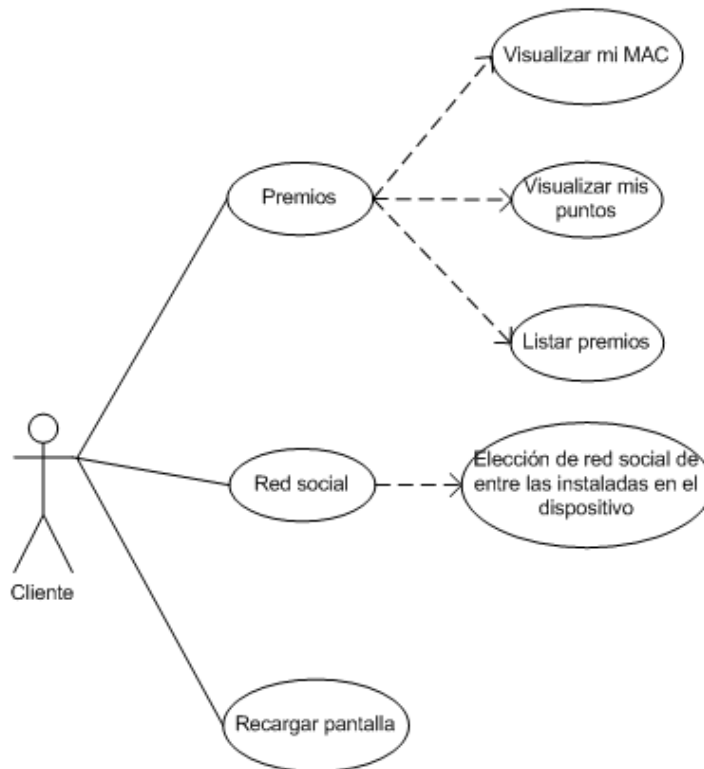 Visualizar mi MAC
Premios
Visualizar mis
puntos
Listar premios
Red social
Elección de red social de
entre las instaladas en el
dispositivo
Cliente
Recargar pantalla